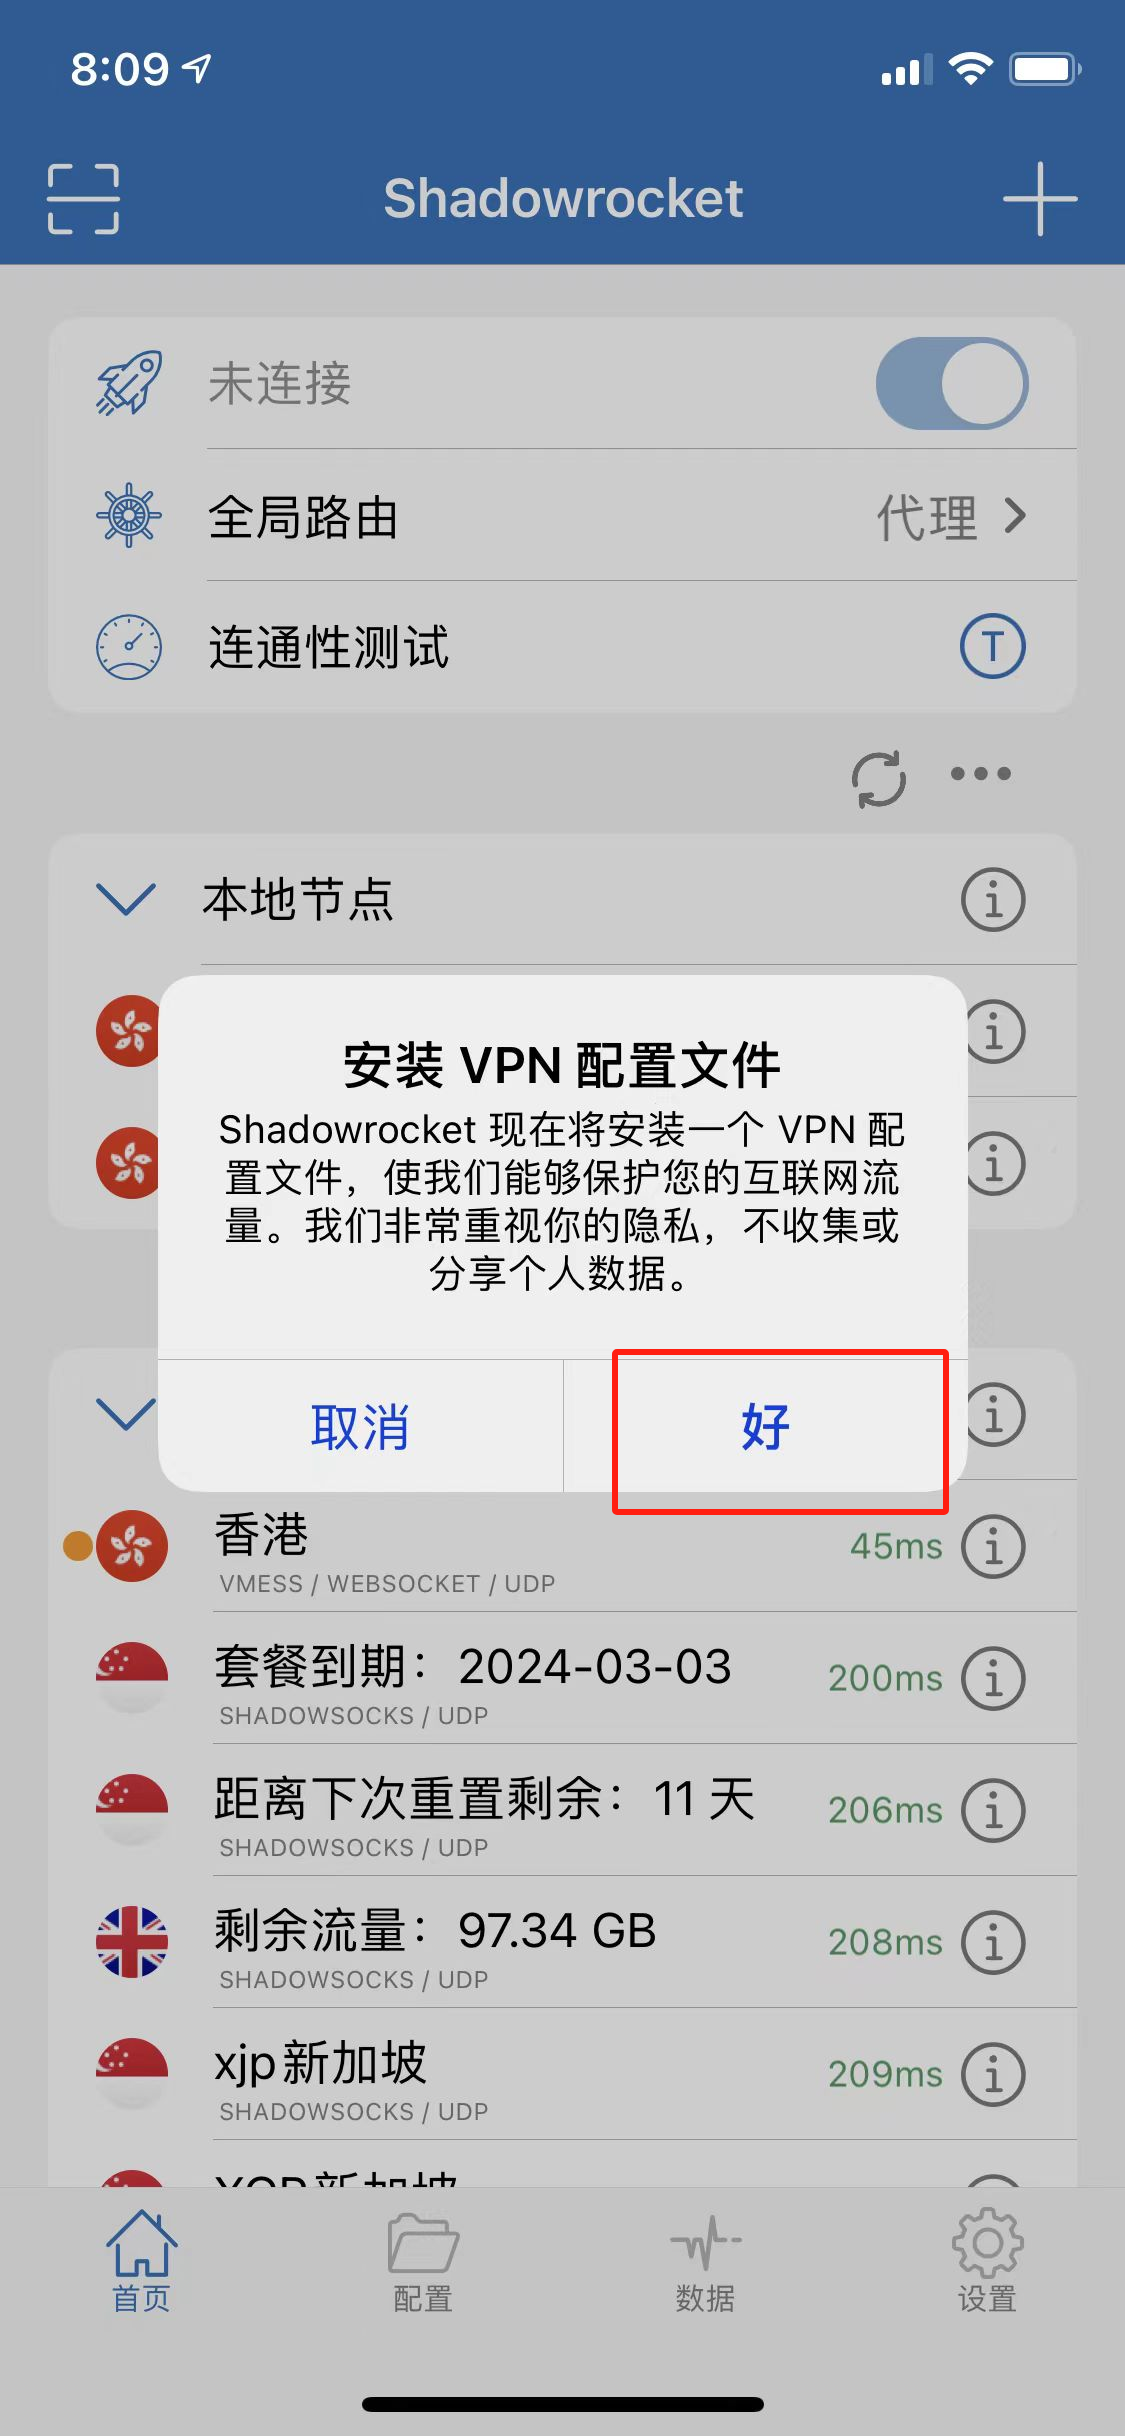 8:09
Shadowrocket
未连接
全局路由
代理
连通性测试
T
本地节点
安装 VPN 配置文件
Shadowrocket 现在将安装一个 VPN 配
置文件，使我们能够保护您的互联网流
量。我们非常重视你的隐私，不收集或
分享个人数据。
取消
好
香港
45ms
VMESS / WEBSOCKET / UDP
套餐到期：2024-03-03
200ms
SHADOWSOCKS / UDP
距离下次重置剩余：11 天
206ms
SHADOWSOCKS / UDP
剩余流量：97.34 GB
208ms
SHADOWSOCKS / UDP
xjp新加坡
209ms
SHADOWSOCKS / UDP
首页
配置
数据
设置